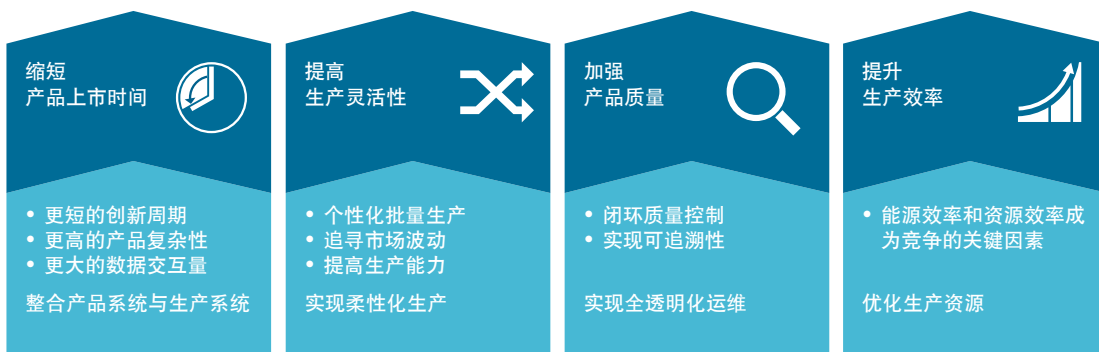 缩短
产品上市时间
• 更短的创新周期
• 更高的产品复杂性
• 更大的数据交互量
整合产品系统与生产系统
提高
生产灵活性
• 个性化批量生产
• 追寻市场波动
• 提高生产能力
实现柔性化生产
加强
产品质量
• 闭环质量控制
• 实现可追溯性
实现全透明化运维
提升
生产效率
• 能源效率和资源效率成
为竞争的关键因素
优化生产资源